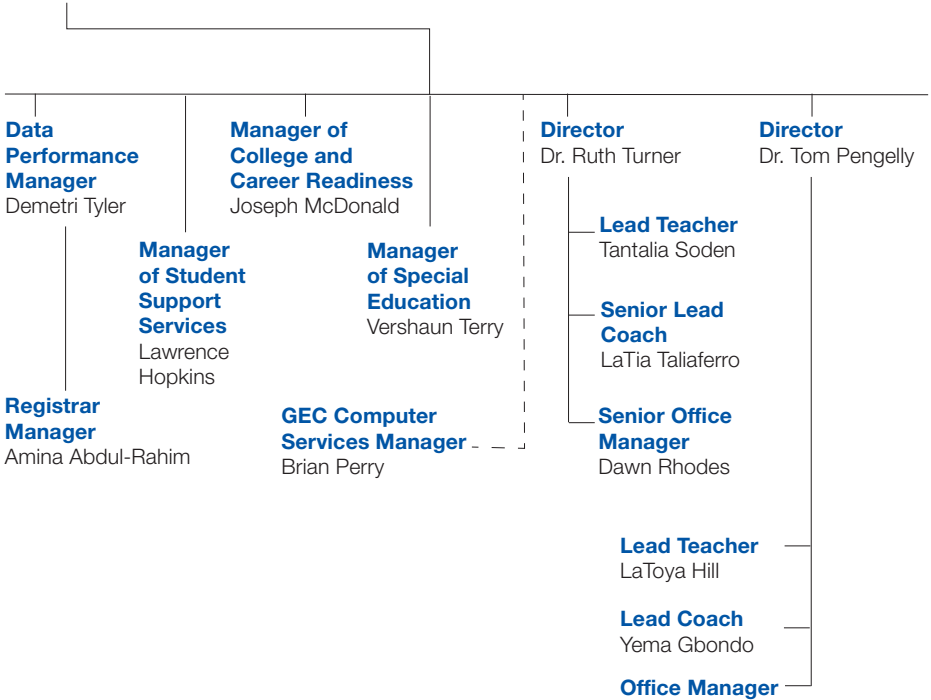 Data
Performance
Manager
Demetri Tyler
Manager of
College and
Career Readiness
Joseph McDonald
Director
Dr. Ruth Turner
Director
Dr. Tom Pengelly
Manager
of Student
Support
Services
Lawrence
Hopkins
Manager
of Special
Education
Vershaun Terry
Lead Teacher
Tantalia Soden
Senior Lead
Coach
LaTia Taliaferro
Registrar
Manager
Amina Abdul-Rahim
GEC Computer
Services Manager
Brian Perry
Senior Office
Manager
Dawn Rhodes
Lead Teacher
LaToya Hill
Lead Coach
Yema Gbondo
Office Manager